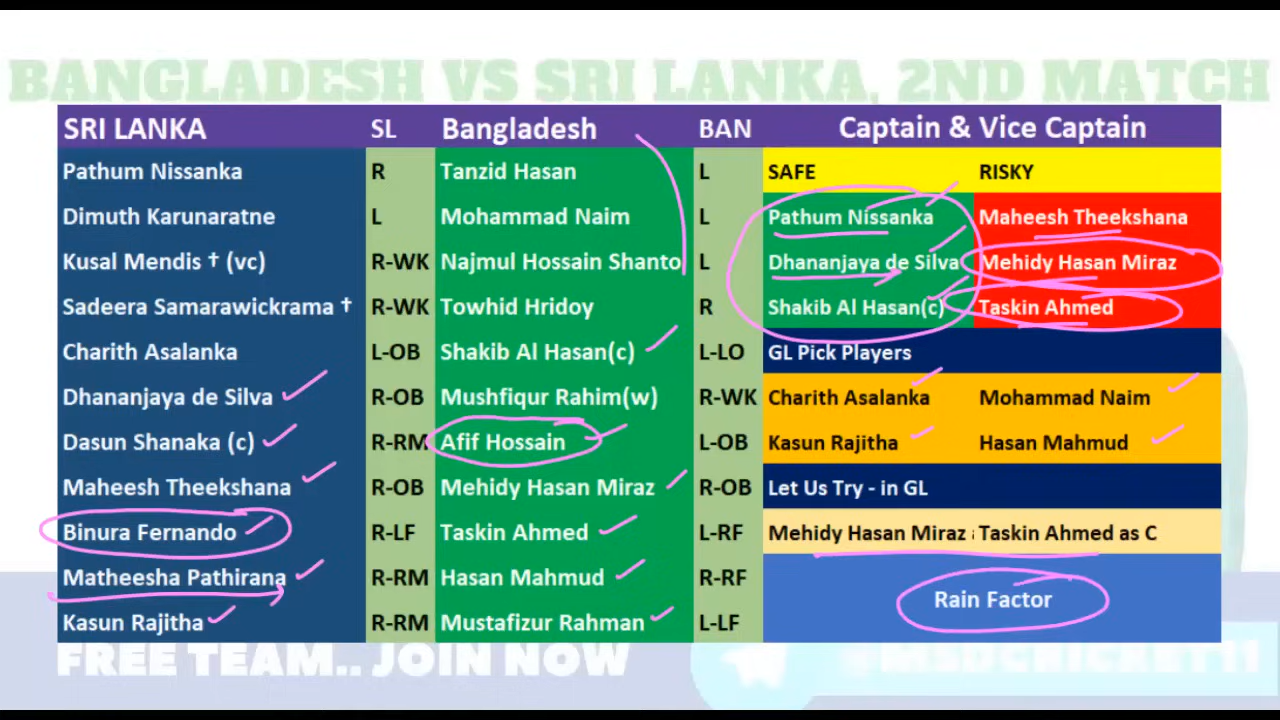 BANGLADESH VS SRI LANKA, 2ND MATCH
SRI LANKA SL Bangladesh BAN Captain & Vice Captain
Pathum Nissanka R Tanzid Hasan L SAFE RISKY
Dimuth Karunaratne L Mohammad Naim L Pathum Nissanka Maheesh Theekshana
Kusal Mendis † (vc) R-WK Najmul Hossain Shanto L Dhananjaya de Silva Mehidy Hasan Miraz
Sadeera Samarawickrama † R-WK Towhid Hridoy R Shakib Al Hasan(c) Taskin Ahmed
Charith Asalanka L-OB Shakib Al Hasan(c) L-LO GL Pick Players
Dhananjaya de Silva R-OB Mushfiqur Rahim(w) R-WK Charith Asalanka Mohammad Naim
Dasun Shanaka (c) R-RM Afif Hossain L-OB Kasun Rajitha Hasan Mahmud
Maheesh Theekshana R-OB Mehidy Hasan Miraz R-OB Let Us Try - in GL
Binura Fernando R-LF Taskin Ahmed L-RF Mehidy Hasan Miraz Taskin Ahmed as C
Matheesha Pathirana R-RM Hasan Mahmud R-RF Rain Factor
Kasun Rajitha R-RM Mustafizur Rahman L-LF
FREE TEAM.. JOIN NOW